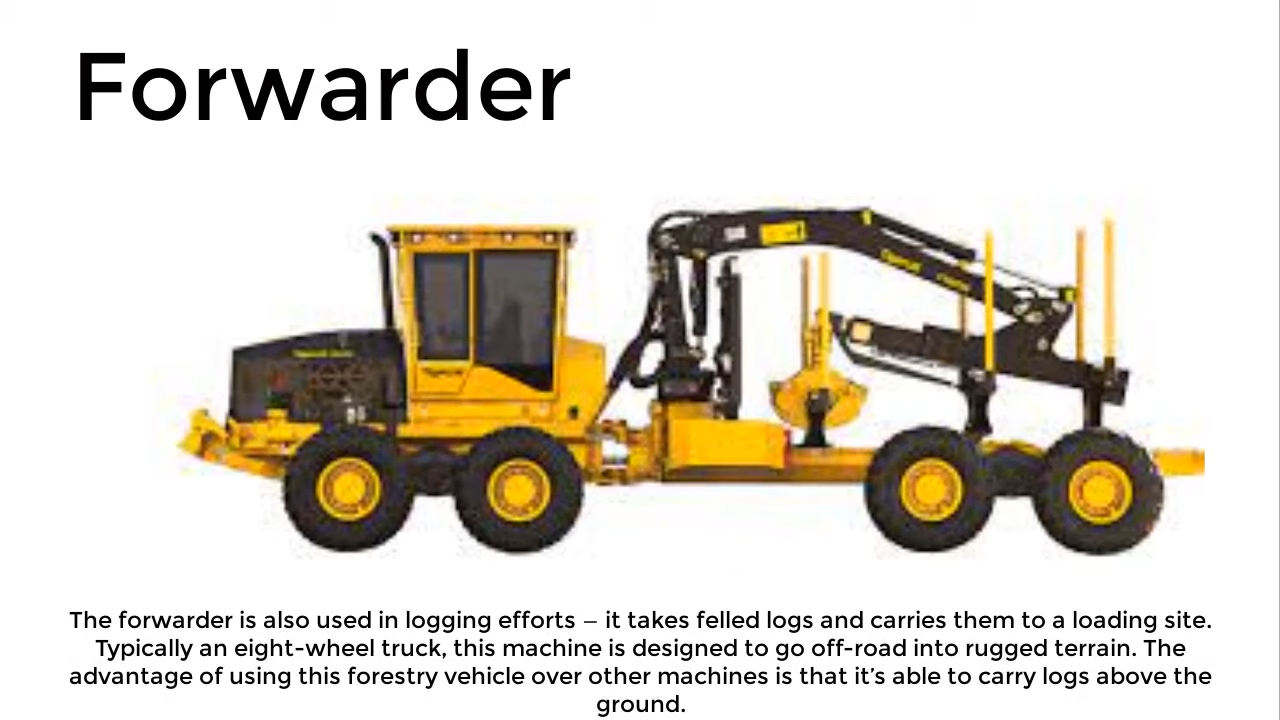 Forwarder
The forwarder is also used in logging efforts – it takes felled logs and carries them to a loading site.
Typically an eight-wheel truck, this machine is designed to go off-road into rugged terrain. The
advantage of using this forestry vehicle over other machines is that it’s able to carry logs above the
ground.